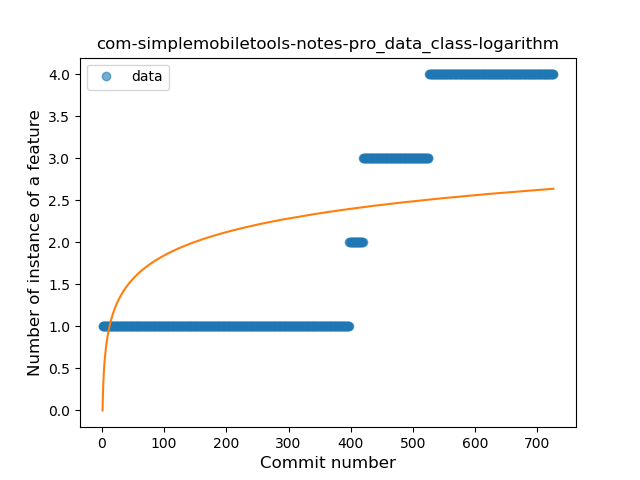 com-simplemobiletools-notes-pro_data_class-logarithm
data
Number of instance of a feature
4.0
3.5
3.0
2.5
2.0
1.5
1.0
0.5
0.0
0 100 200 300 400 500 600 700
Commit number